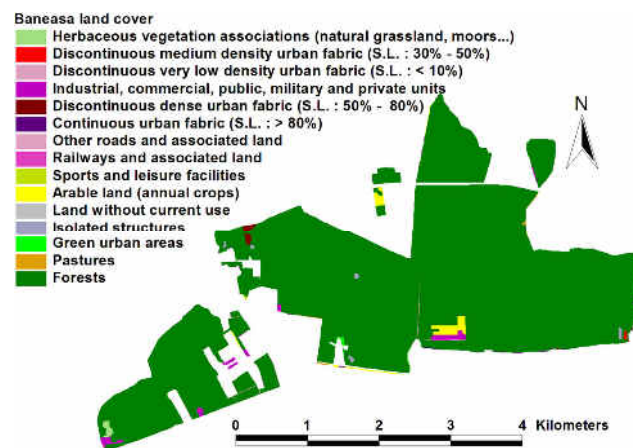 Baneasa land cover
Herbaceous vegetation associations (natural grassland, moors...)
Discontinuous medium density urban fabric (S.L. : 30% - 50%)
Discontinuous very low density urban fabric (S.L. : < 10%)
Industrial, commercial, public, military and private units
Discontinuous dense urban fabric (S.L. : 50% - 80%)
Continuous urban fabric (S.L. : > 80%)
Other roads and associated land
Railways and associated land
Sports and leisure facilities
Arable land (annual crops)
Land without current use
Isolated structures
Green urban areas
Pastures
Forests
N
0 1 2 3 4 Kilometers